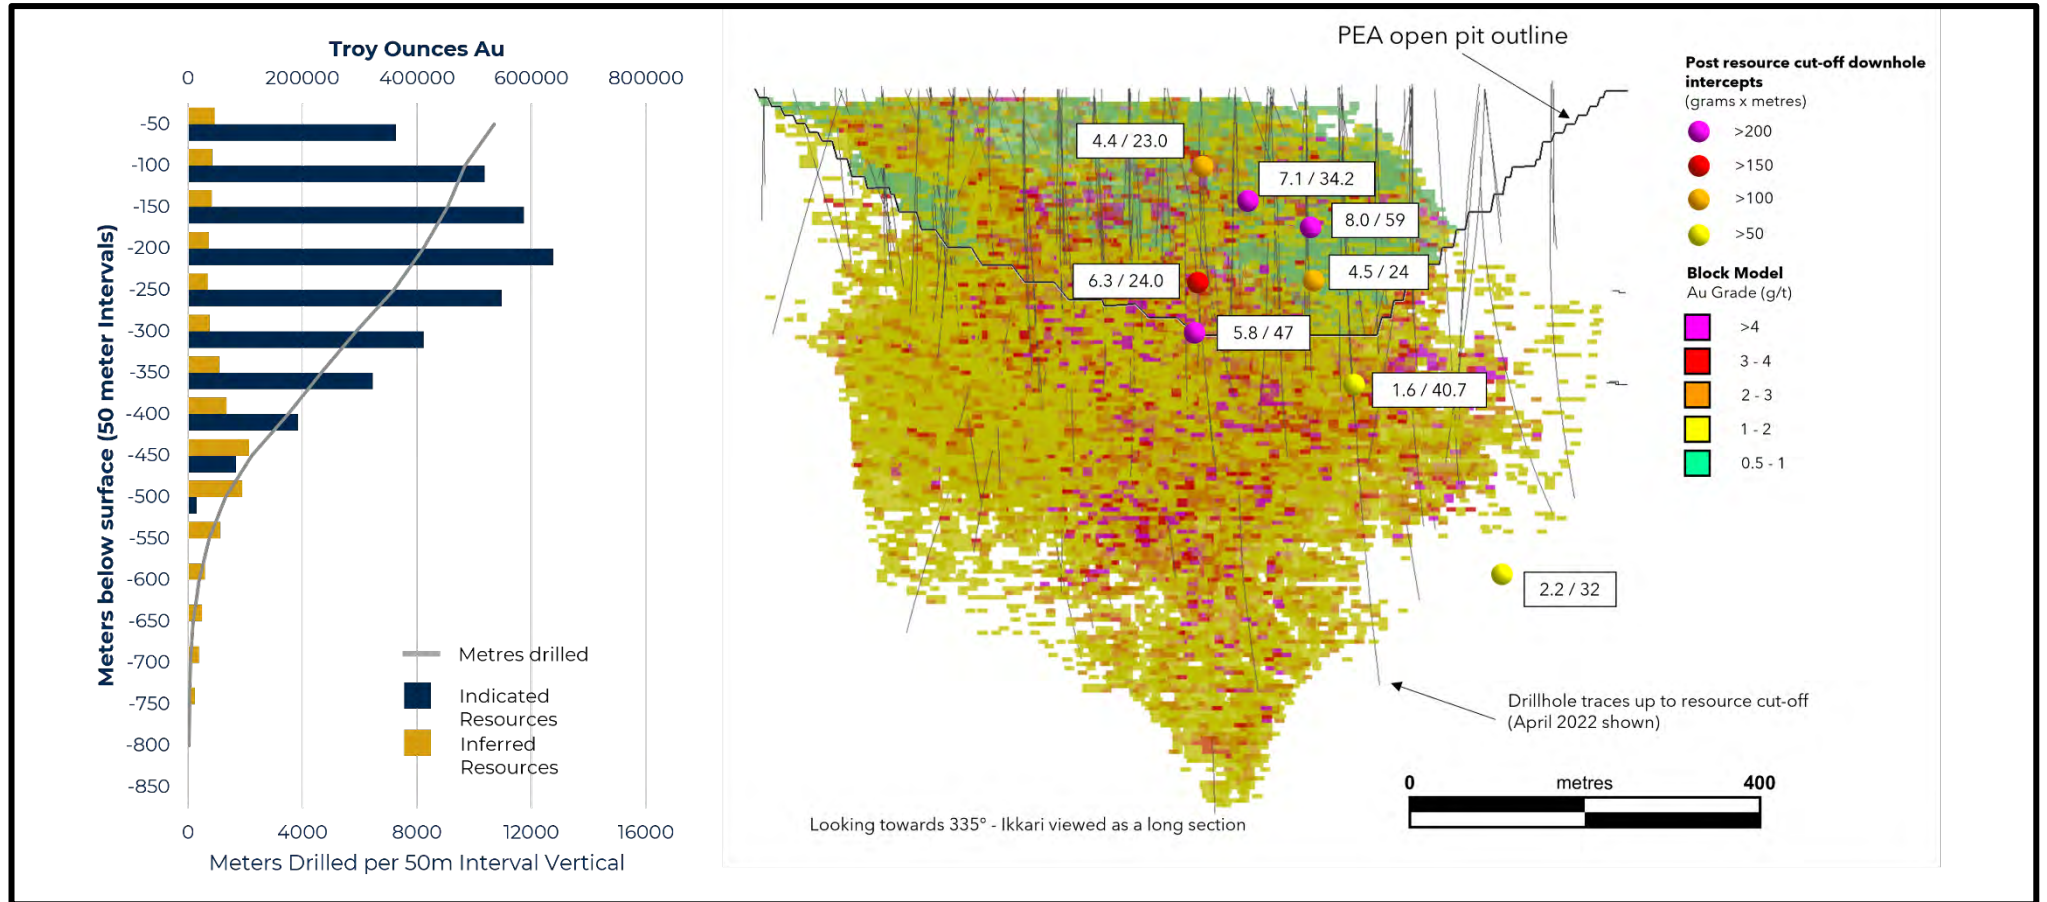 Troy Ounces Au
0 200000 400000 600000 800000
Meters below surface (50 meter Intervals)
-50
-100
-150
-200
-250
-300
-350
-400
-450
-500
-550
-600
-650
-700
-750
-800
-850
Metres drilled
Indicated
Resources
Inferred
Resources
0 4000 8000 12000 16000
Meters Drilled per 50m Interval Vertical
PEA open pit outline
4.4 / 23.0
7.1 / 34.2
8.0 / 59
6.3 / 24.0
4.5 / 24
5.8 / 47
1.6 / 40.7
2.2 / 32
Drillhole traces up to resource cut-off
(April 2022 shown)
0 metres 400
Looking towards 335° - Ikkari viewed as a long section
Post resource cut-off downhole
intercepts
(grams x metres)
>200
>150
>100
>50
Block Model
Au Grade (g/t)
>4
3 - 4
2 - 3
1 - 2
0.5 - 1